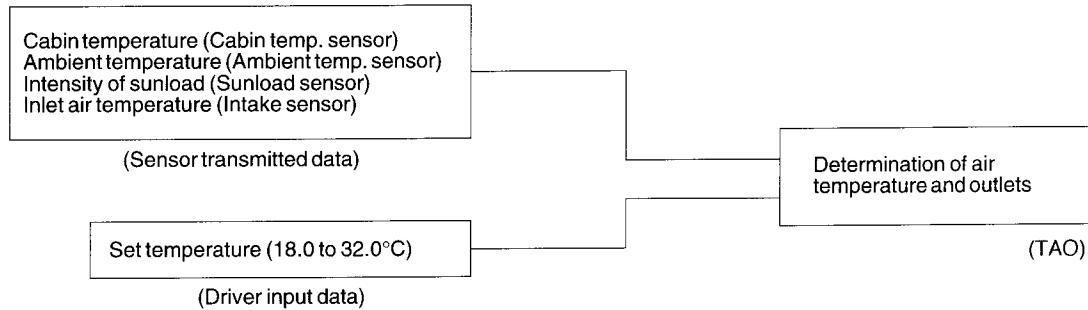 Cabin temperature (Cabin temp. sensor)
Ambient temperature (Ambient temp. sensor)
Intensity of sunload (Sunload sensor)
Inlet air temperature (Intake sensor)
(Sensor transmitted data)
Set temperature (18.0 to 32.0°C)
(Driver input data)
Determination of air
temperature and outlets
(TAO)